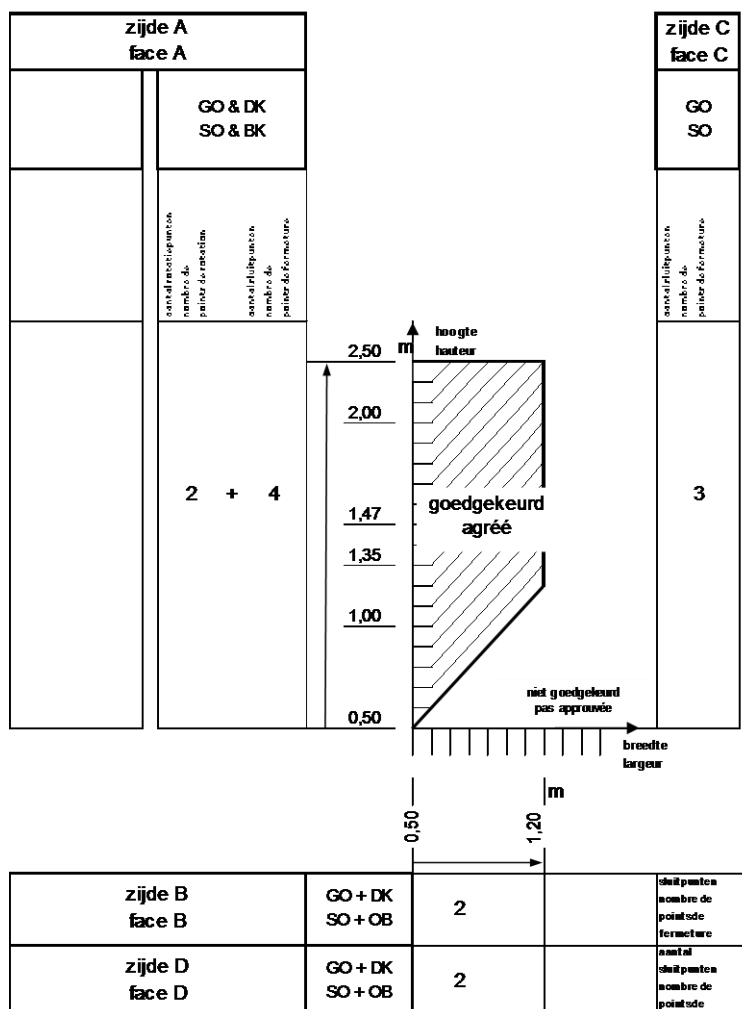 zijde A
face A
zijde C
face C
GO & DK
SO & BK
GO
SO
aantal rotatiepunten
nombre de
points de rotation
aantal sluitpunten
nombre de
points de fermeture
aantal sluitpunten
nombre de
points de fermeture
hoogte
hauteur
m
2,50
2,00
2 + 4
goedgekeurd
agréé
3
1,47
1,35
1,00
niet goedgekeurd
pas approuvée
0,50
breedte
largeur
m
0,50
1,20
zijde B
face B
GO + DK
SO + OB
2
sluitpunten
nombre de
points de
fermeture
zijde D
face D
GO + DK
SO + OB
2
aantal
sluitpunten
nombre de
points de